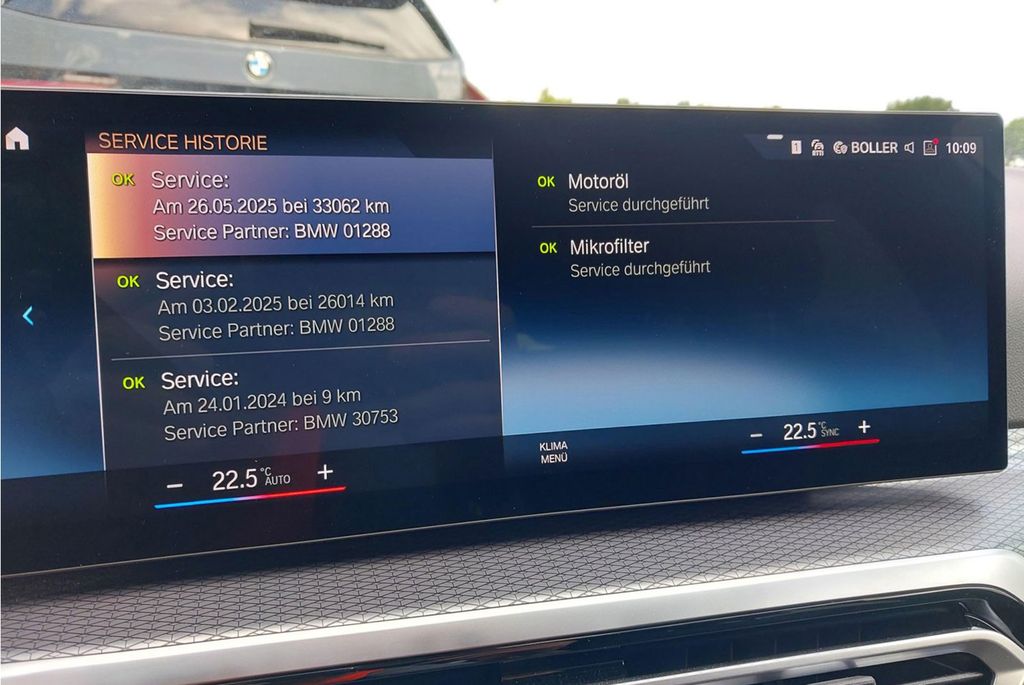 SERVICE HISTORIE
1 BOLLER 10:09
OK Service:
Am 26.05.2025 bei 33062 km
Service Partner: BMW 01288
OK Service:
Am 03.02.2025 bei 26014 km
Service Partner: BMW 01288
OK Service:
Am 24.01.2024 bei 9 km
Service Partner: BMW 30753
OK Motoröl
Service durchgeführt
OK Mikrofilter
Service durchgeführt
− 22.5 °C AUTO +
KLIMA
MENÜ
− 22.5 °C SYNC +